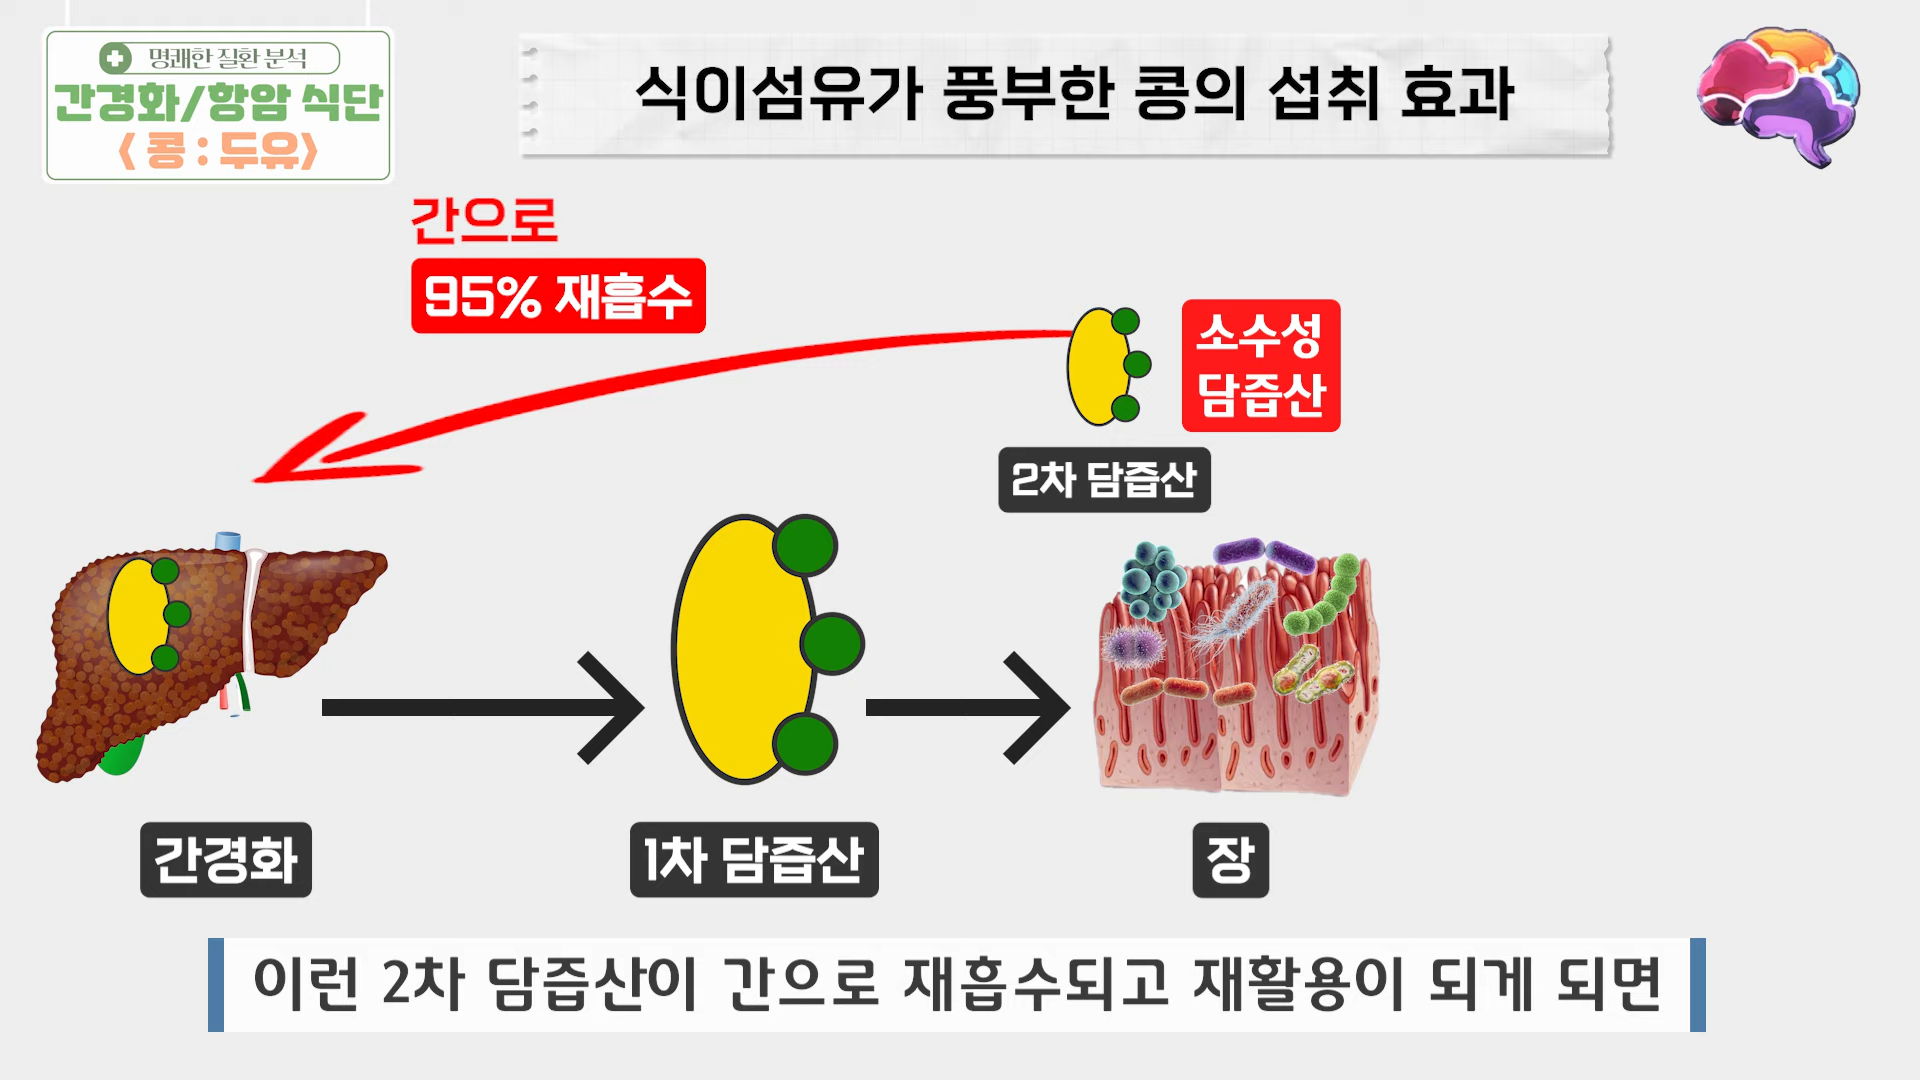 명쾌한 질환 분석
간경화/항암 식단
< 콩 : 두유>
식이섬유가 풍부한 콩의 섭취 효과
간으로
95% 재흡수
소수성
담즙산
2차 담즙산
간경화
1차 담즙산
장
이런 2차 담즙산이 간으로 재흡수되고 재활용이 되게 되면